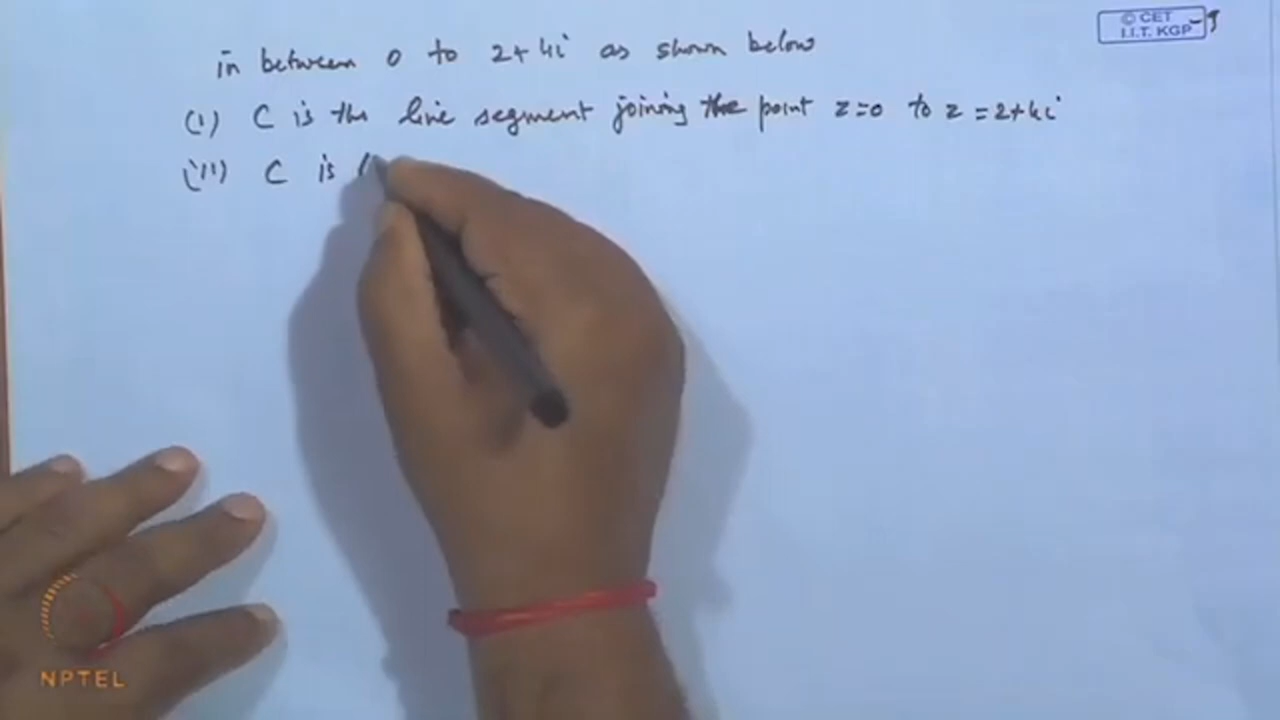 © CET
I.I.T. KGP
in between 0 to 2+4i as shown below
(i) C is the line segment joining the point z=0 to z=2+4i
(ii) C is
NPTEL